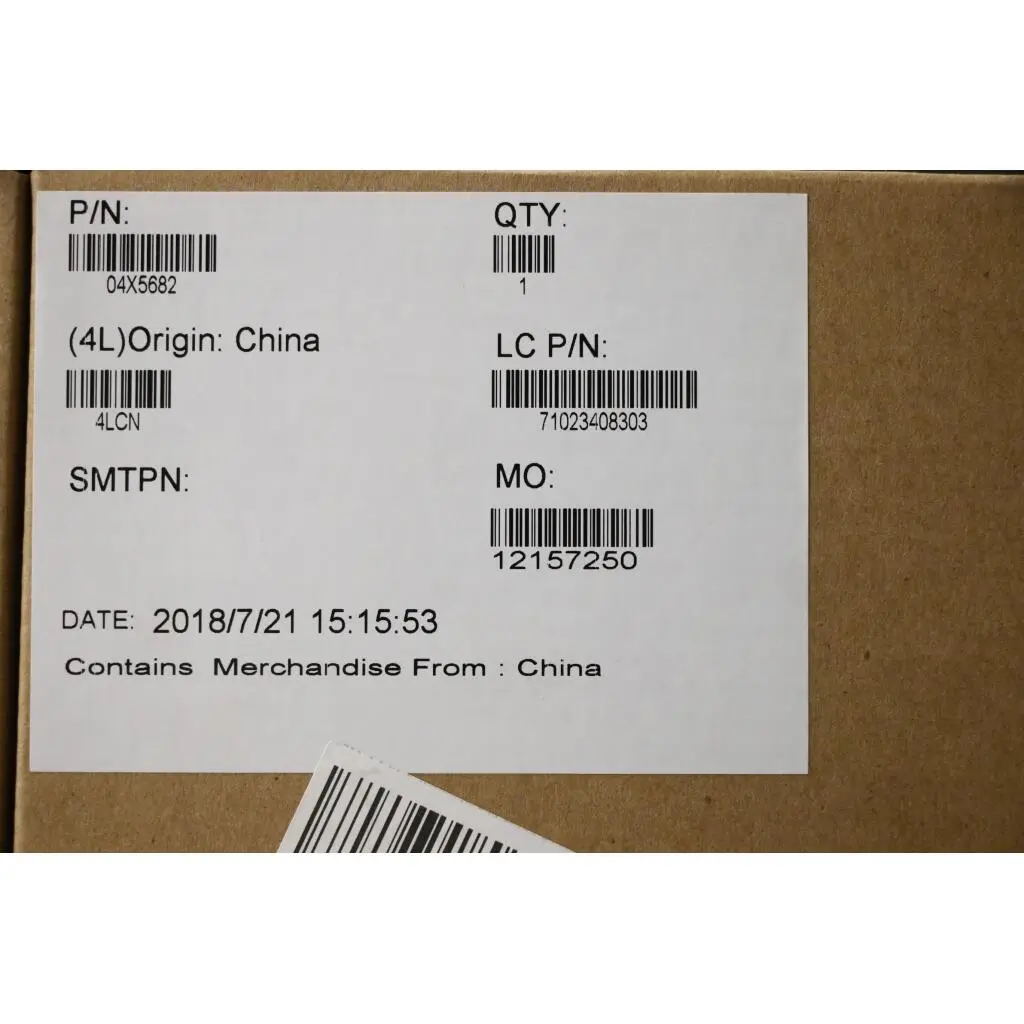 P/N:
04X5682
QTY:
1
(4L)Origin: China
4LCN
LC P/N:
71023408303
SMTPN:
MO:
12157250
DATE: 2018/7/21 15:15:53
Contains Merchandise From : China